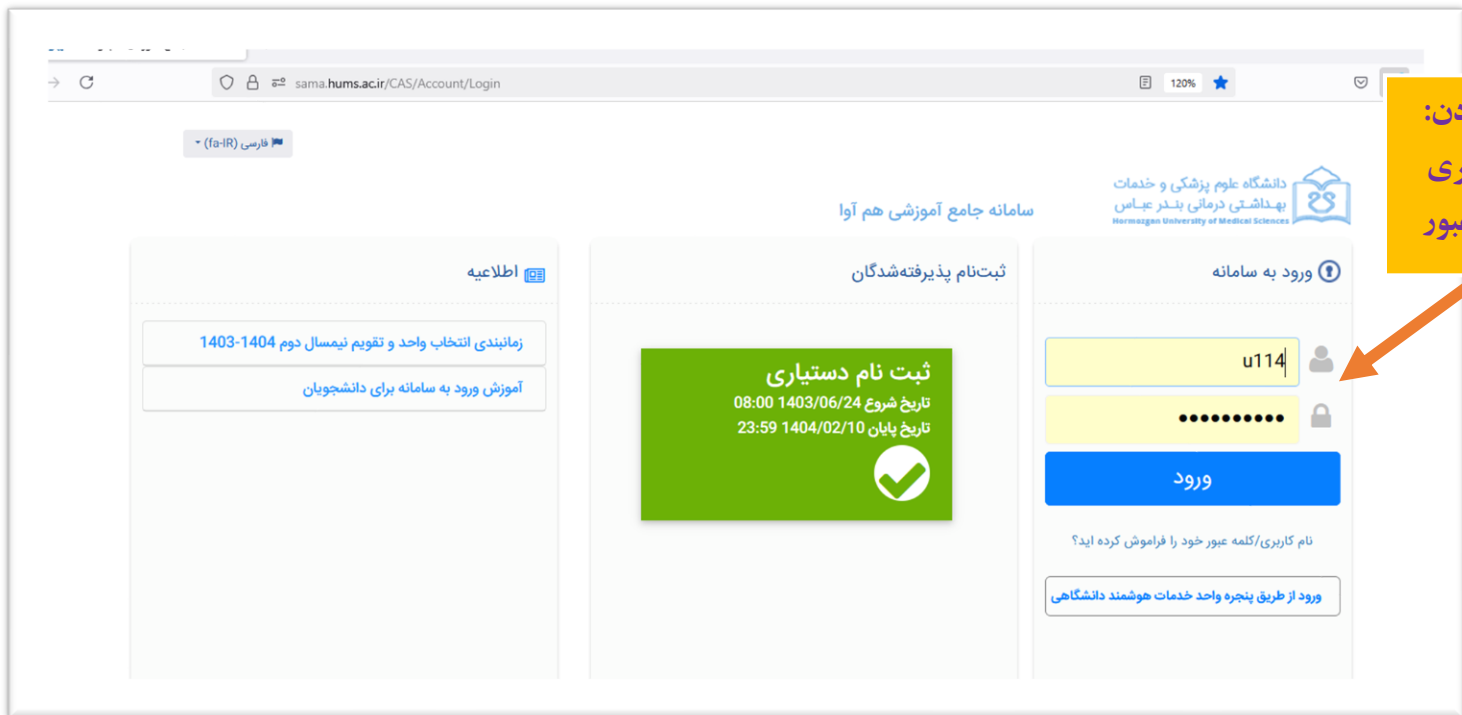 sama.hums.ac.ir/CAS/Account/Login
120%
فارسی (fa-IR)
دانشگاه علوم پزشکی و خدمات
بهـداشـتی درمانی بنـدر عبـاس
Hormozgan University of Medical Sciences
سامانه جامع آموزشی هم آوا
ورود به سامانه
u114
ورود
نام کاربری/کلمه عبور خود را فراموش کرده اید؟
ورود از طریق پنجره واحد خدمات هوشمند دانشگاهی
ثبت‌نام پذیرفته‌شدگان
ثبت نام دستیاری
تاریخ شروع 1403/06/24 08:00
تاریخ پایان 1404/02/10 23:59
اطلاعیه
زمانبندی انتخاب واحد و تقویم نیمسال دوم 1404-1403
آموزش ورود به سامانه برای دانشجویان